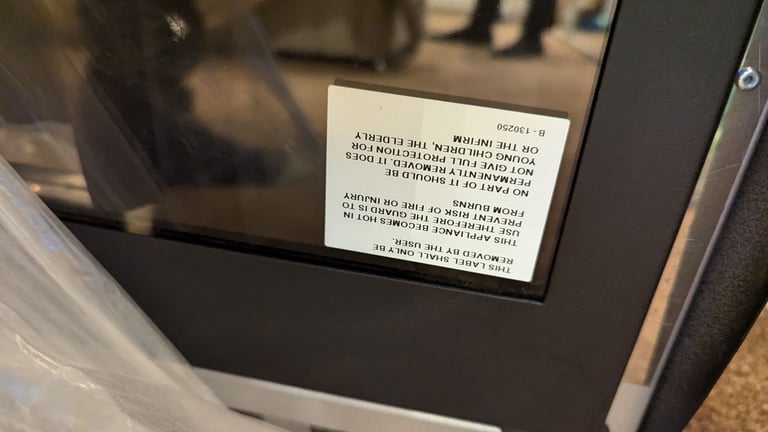 THIS LABEL SHALL ONLY BE
REMOVED BY THE USER.
THIS APPLIANCE BECOMES HOT IN
USE THEREFORE THE GUARD IS TO
PREVENT RISK OF FIRE OR INJURY
FROM BURNS
NO PART OF IT SHOULD BE
PERMANENTLY REMOVED. IT DOES
NOT GIVE FULL PROTECTION FOR
YOUNG CHILDREN, THE ELDERLY
OR THE INFIRM
B - 130250